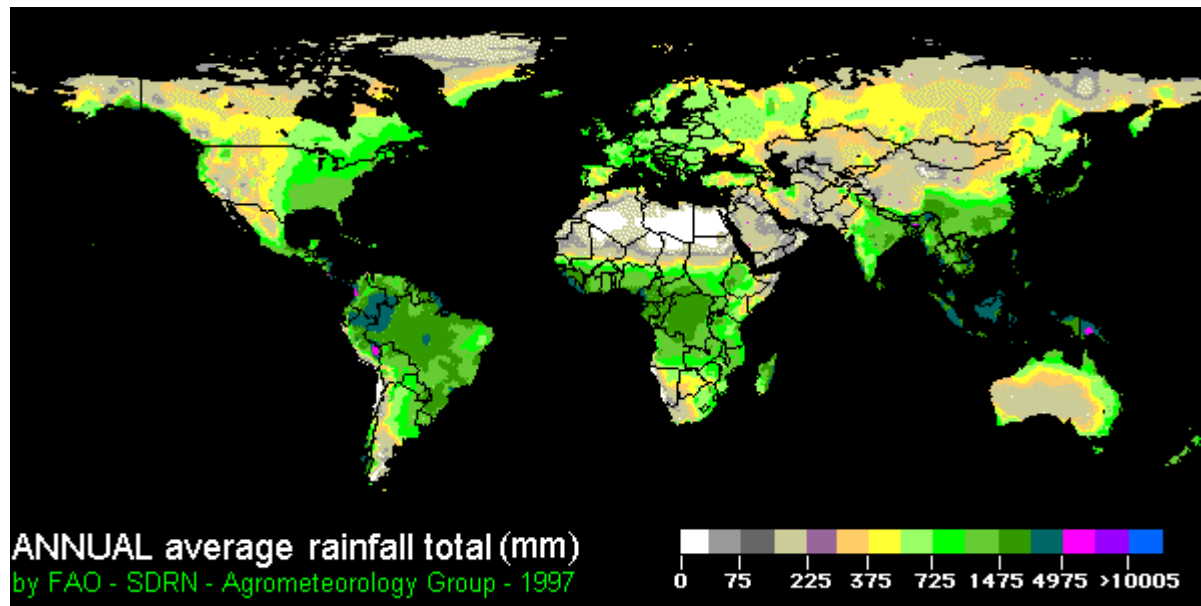 ANNUAL average rainfall total (mm)
by FAO - SDRN - Agrometeorology Group - 1997
0 75 225 375 725 1475 4975 >10005